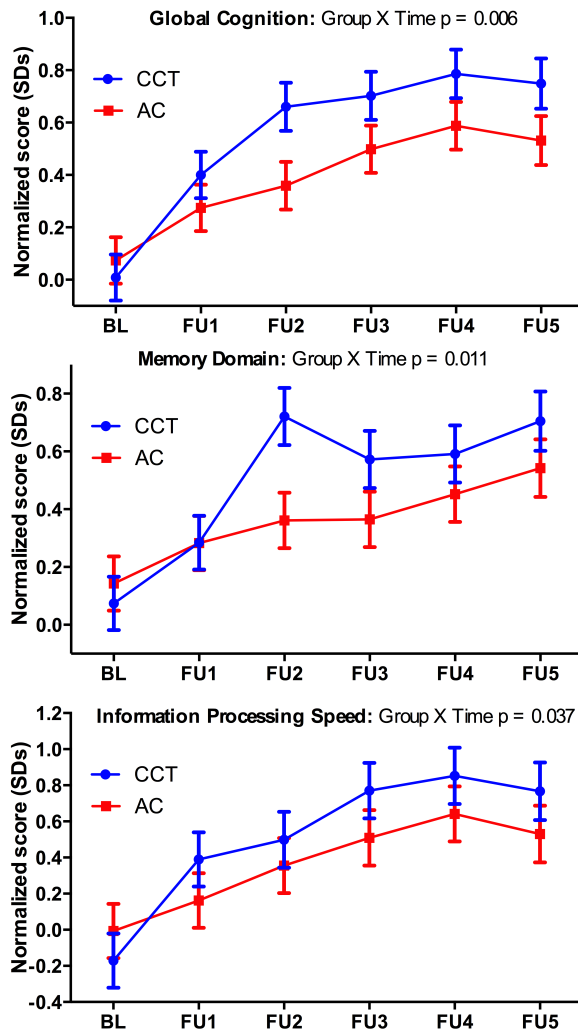 Global Cognition: Group X Time p = 0.006
Normalized score (SDs)
1.0
0.8
0.6
0.4
0.2
0.0
CCT
AC
BL FU1 FU2 FU3 FU4 FU5
Memory Domain: Group X Time p = 0.011
Normalized score (SDs)
0.8
0.6
0.4
0.2
0.0
CCT
AC
BL FU1 FU2 FU3 FU4 FU5
Information Processing Speed: Group X Time p = 0.037
Normalized score (SDs)
1.2
1.0
0.8
0.6
0.4
0.2
0.0
-0.2
-0.4
CCT
AC
BL FU1 FU2 FU3 FU4 FU5